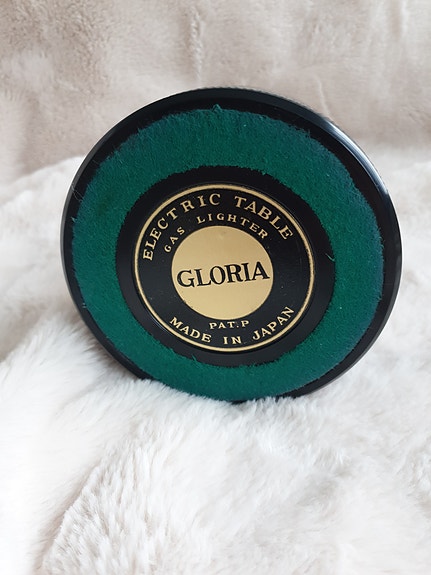 ELECTRIC TABLE
GAS LIGHTER
GLORIA
PAT.P
MADE IN JAPAN